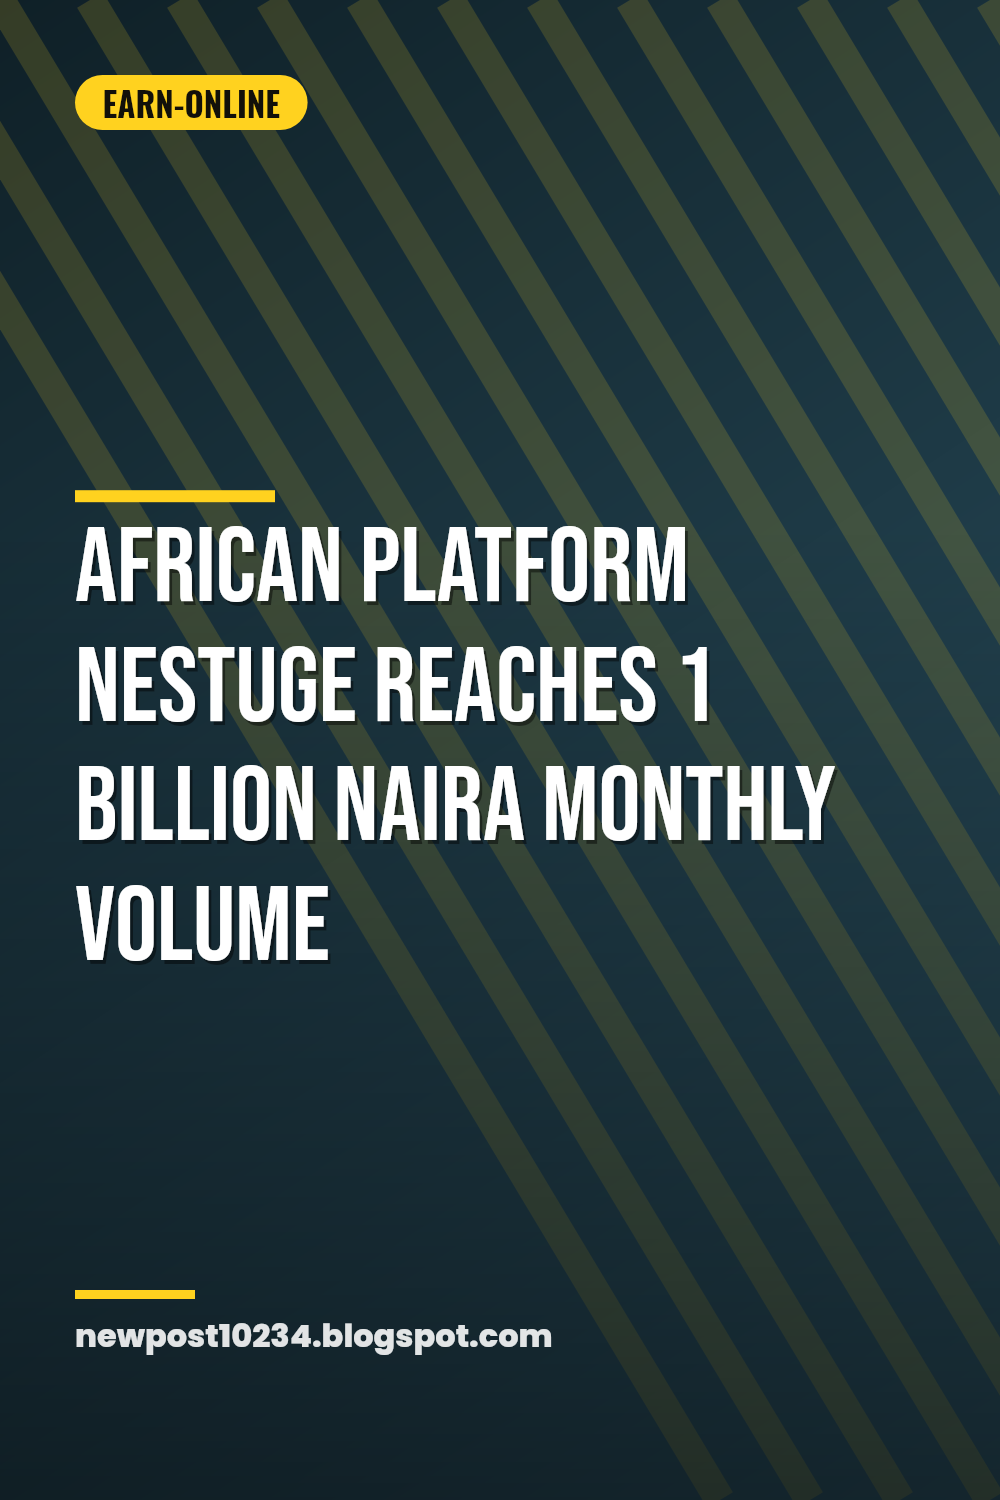 EARN-ONLINE
AFRICAN PLATFORM
NESTUGE REACHES 1
BILLION NAIRA MONTHLY
VOLUME
newpost10234.blogspot.com